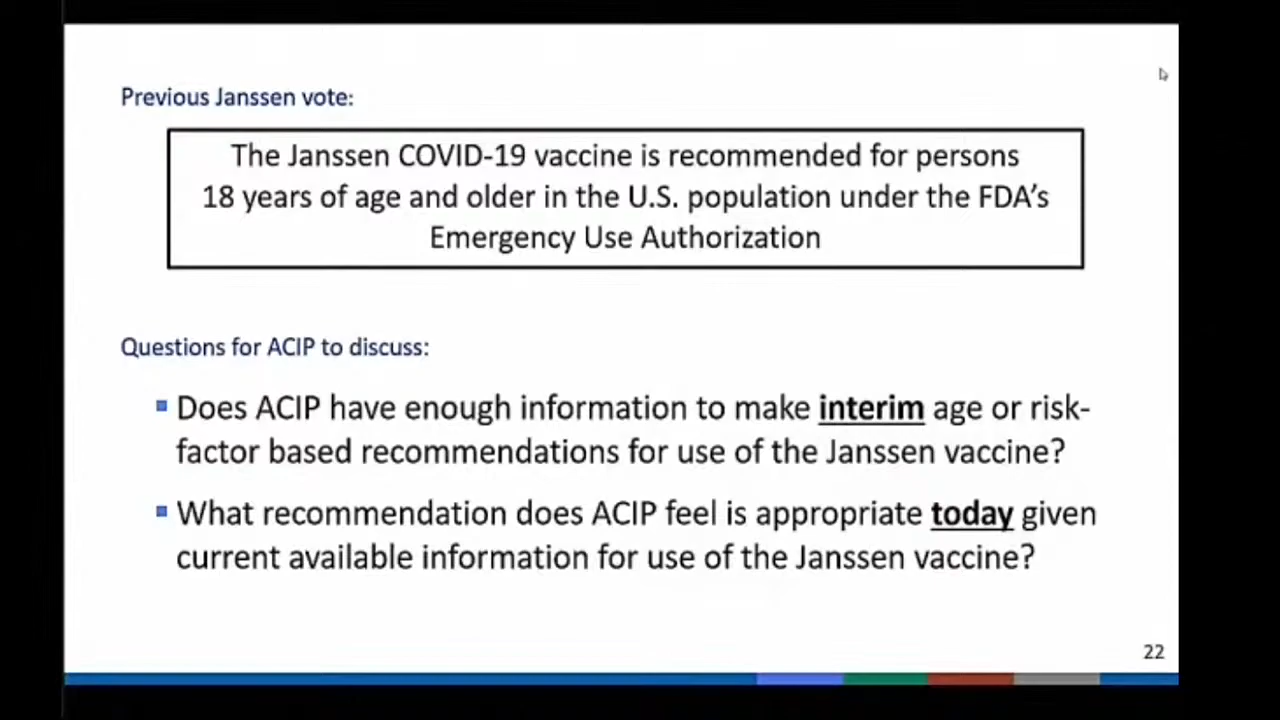 Previous Janssen vote:
The Janssen COVID-19 vaccine is recommended for persons
18 years of age and older in the U.S. population under the FDA’s
Emergency Use Authorization
Questions for ACIP to discuss:
▪ Does ACIP have enough information to make interim age or risk-
factor based recommendations for use of the Janssen vaccine?
▪ What recommendation does ACIP feel is appropriate today given
current available information for use of the Janssen vaccine?
22